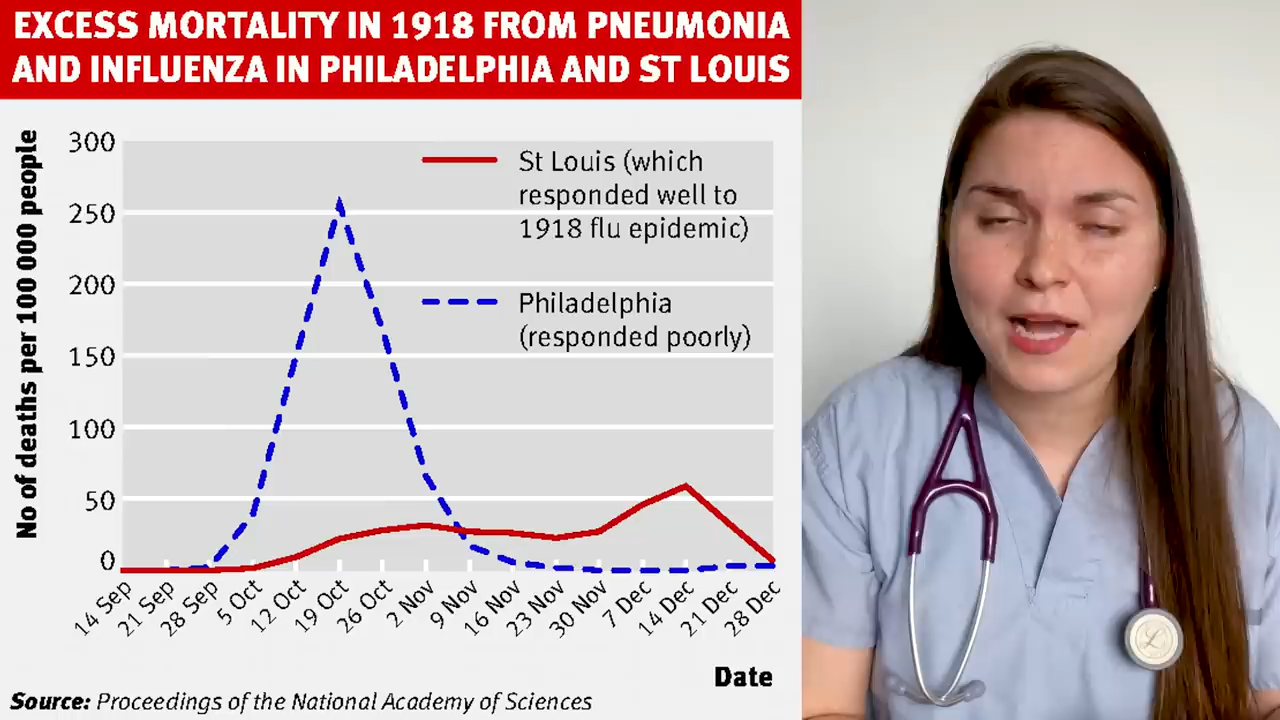 EXCESS MORTALITY IN 1918 FROM PNEUMONIA
AND INFLUENZA IN PHILADELPHIA AND ST LOUIS
No of deaths per 100 000 people
300
250
200
150
100
50
0
St Louis (which
responded well to
1918 flu epidemic)
Philadelphia
(responded poorly)
14 Sep
21 Sep
28 Sep
5 Oct
12 Oct
19 Oct
26 Oct
2 Nov
9 Nov
16 Nov
23 Nov
30 Nov
7 Dec
14 Dec
21 Dec
28 Dec
Date
Source: Proceedings of the National Academy of Sciences